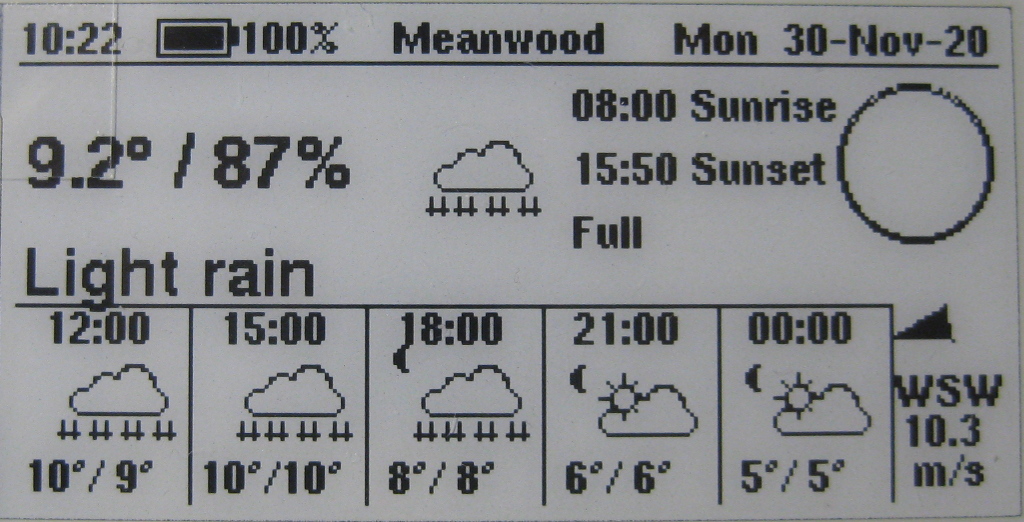 10:22 100% Meanwood Mon 30-Nov-20
08:00 Sunrise
9.2° / 87%
15:50 Sunset
Full
Light rain
12:00 15:00 18:00 21:00 00:00
WSW
10.3
10°/ 9° 10°/10° 8°/ 8° 6°/ 6° 5°/ 5° m/s